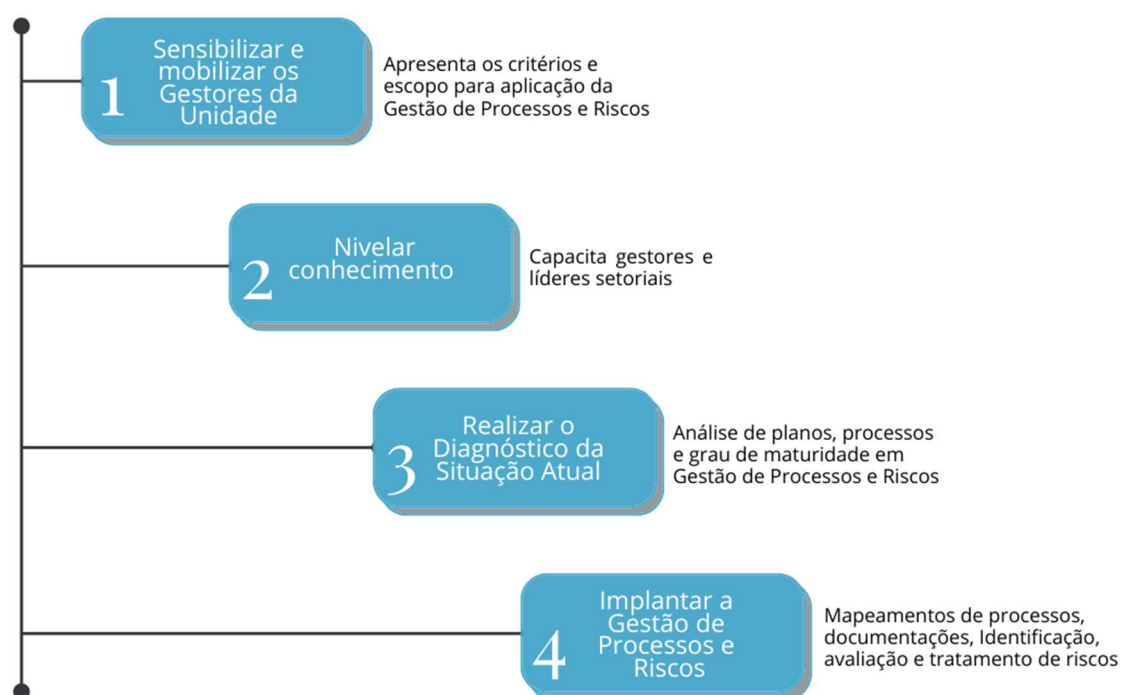 1
Sensibilizar e
mobilizar os
Gestores da
Unidade
Apresenta os critérios e
escopo para aplicação da
Gestão de Processos e Riscos
2
Nivelar
conhecimento
Capacita gestores e
líderes setoriais
3
Realizar o
Diagnóstico da
Situação Atual
Análise de planos, processos
e grau de maturidade em
Gestão de Processos e Riscos
4
Implantar a
Gestão de
Processos e
Riscos
Mapeamentos de processos,
documentações, Identificação,
avaliação e tratamento de riscos